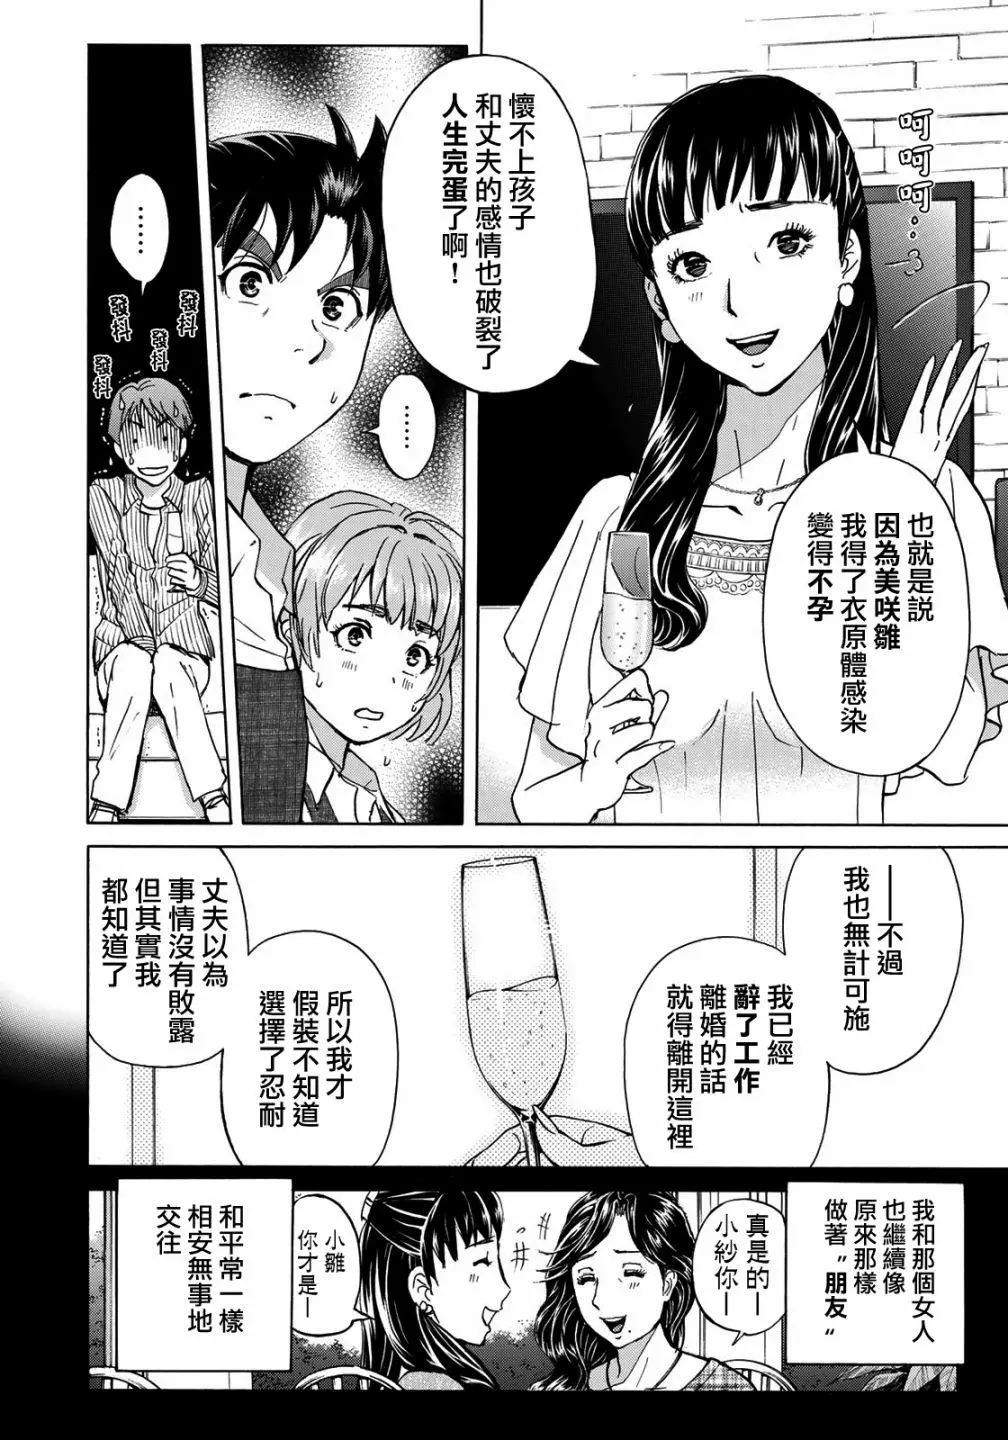 呵呵呵…
也就是説
因為美咲雛
我得了衣原體感染
變得不孕
懷不上孩子
和丈夫的感情也破裂了
人生完蛋了啊！
……
……
發抖
發抖
發抖
發抖
——不過
我也無計可施
我已經
辭了工作
離婚的話
就得離開這裡
所以我才
假裝不知道
選擇了忍耐
丈夫以為
事情沒有敗露
但其實我
都知道了
我和那個女人
也繼續像
原來那樣
做著"朋友"
真是的—
小紗你—
小雛
你才是—
和平常一樣
相安無事地
交往